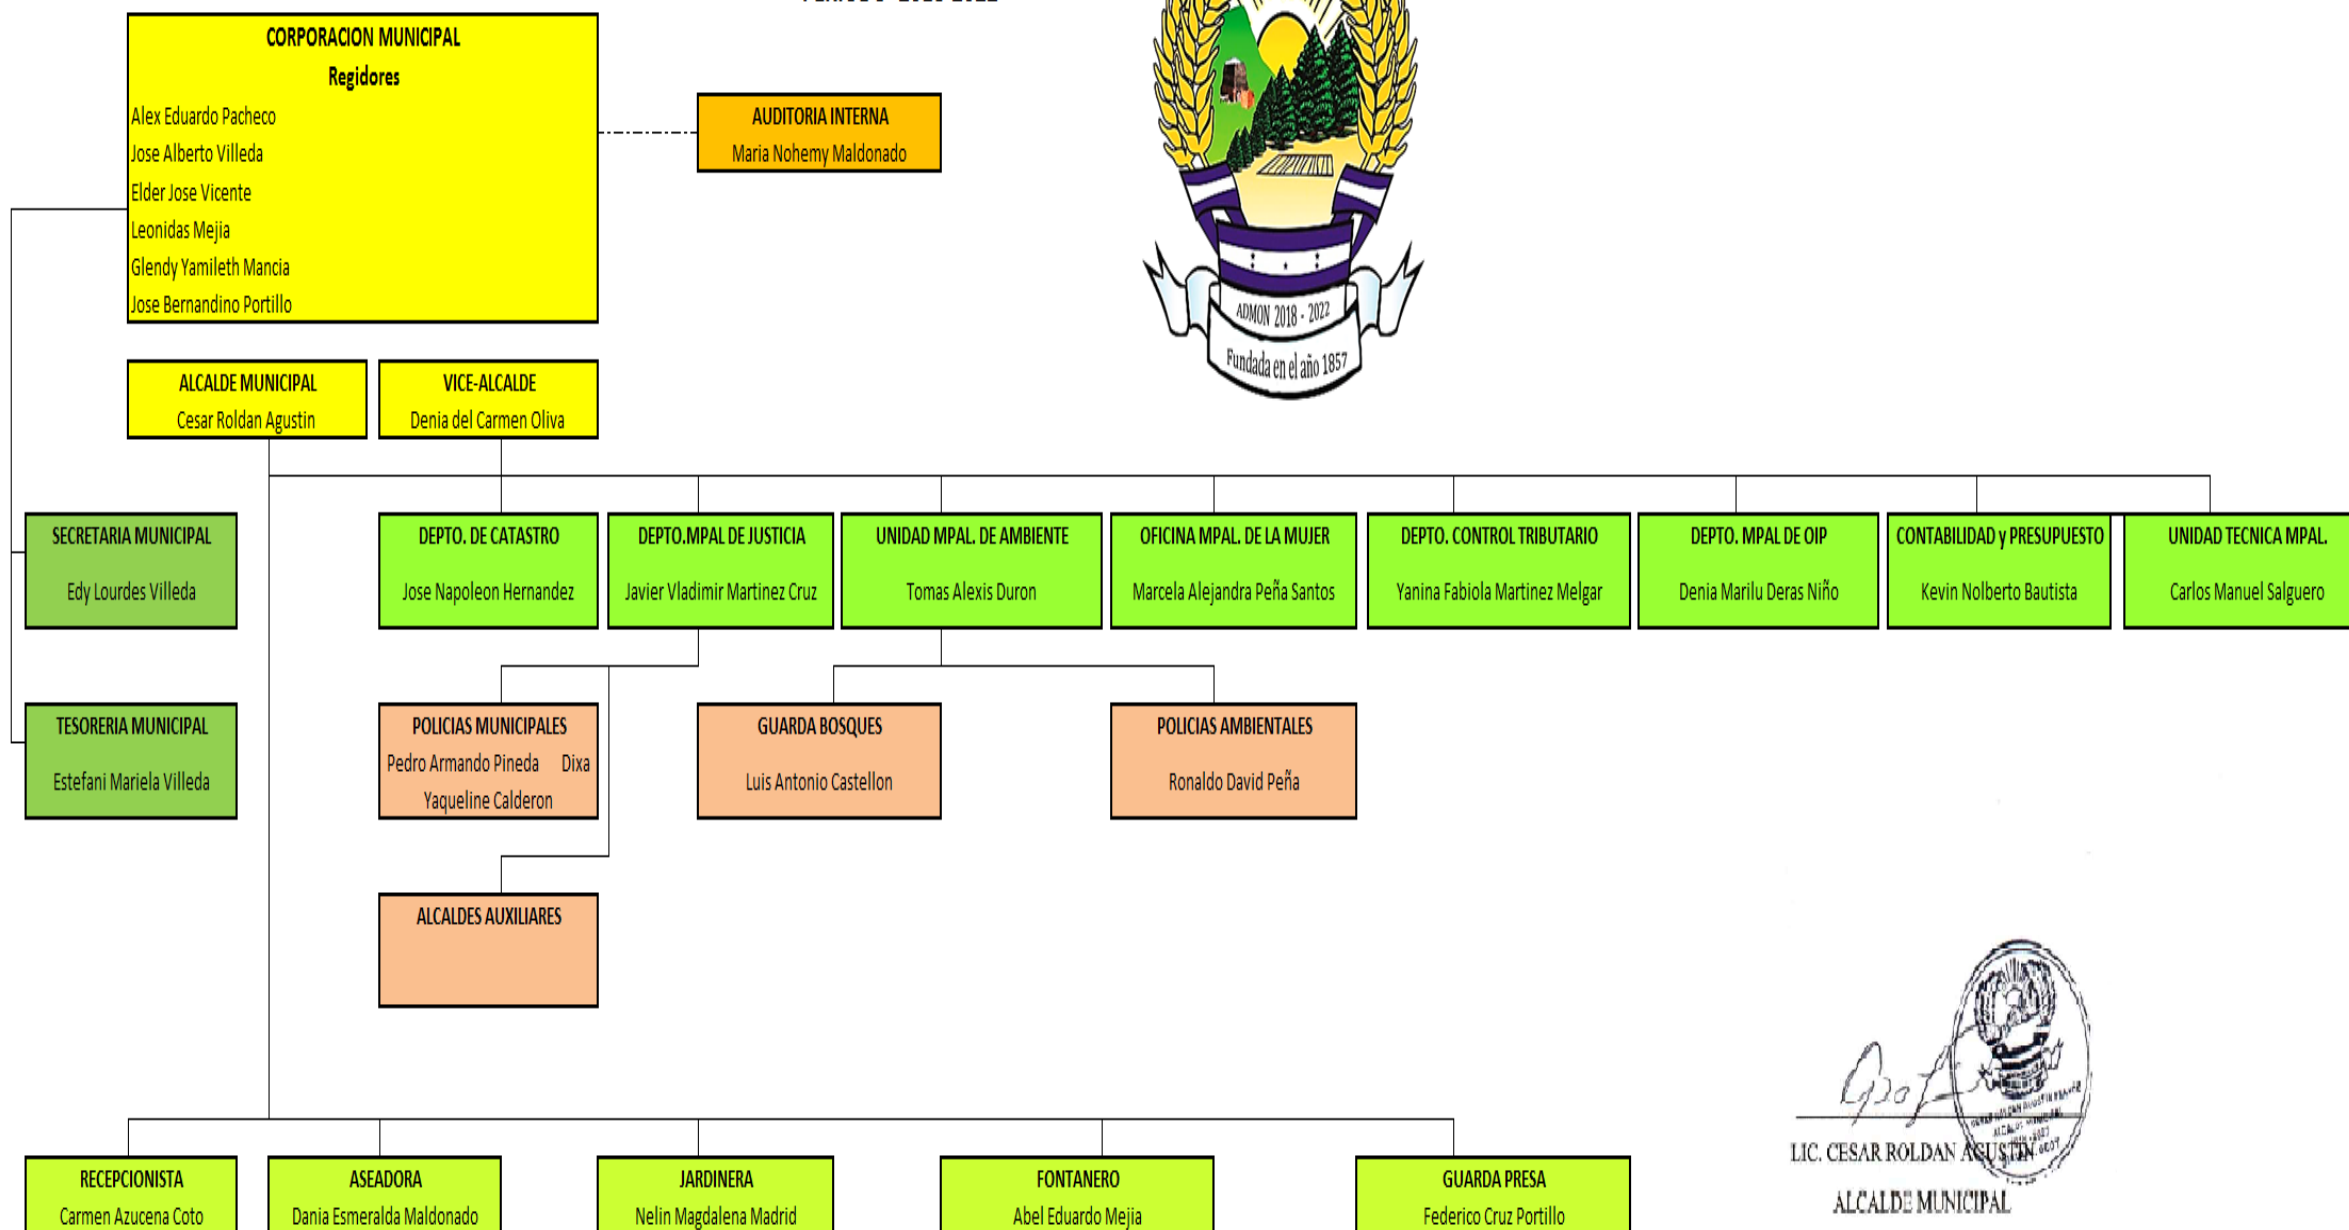 CORPORACION MUNICIPAL
Regidores
Alex Eduardo Pacheco
Jose Alberto Villeda
Elder Jose Vicente
Leonidas Mejia
Glendy Yamileth Mancia
Jose Bernandino Portillo
AUDITORIA INTERNA
Maria Nohemy Maldonado
ADMON 2018 - 2022
Fundada en el año 1857
ALCALDE MUNICIPAL
Cesar Roldan Agustin
VICE-ALCALDE
Denia del Carmen Oliva
SECRETARIA MUNICIPAL
Edy Lourdes Villeda
DEPTO. DE CATASTRO
Jose Napoleon Hernandez
DEPTO.MPAL DE JUSTICIA
Javier Vladimir Martinez Cruz
UNIDAD MPAL. DE AMBIENTE
Tomas Alexis Duron
OFICINA MPAL. DE LA MUJER
Marcela Alejandra Peña Santos
DEPTO. CONTROL TRIBUTARIO
Yanina Fabiola Martinez Melgar
DEPTO. MPAL DE OIP
Denia Marilu Deras Niño
CONTABILIDAD y PRESUPUESTO
Kevin Nolberto Bautista
UNIDAD TECNICA MPAL.
Carlos Manuel Salguero
TESORERIA MUNICIPAL
Estefani Mariela Villeda
POLICIAS MUNICIPALES
Pedro Armando Pineda Dixa
Yaqueline Calderon
GUARDA BOSQUES
Luis Antonio Castellon
POLICIAS AMBIENTALES
Ronaldo David Peña
ALCALDES AUXILIARES
LIC. CESAR ROLDAN AGUSTIN
ALCALDE MUNICIPAL
RECEPCIONISTA
Carmen Azucena Coto
ASEADORA
Dania Esmeralda Maldonado
JARDINERA
Nelin Magdalena Madrid
FONTANERO
Abel Eduardo Mejia
GUARDA PRESA
Federico Cruz Portillo